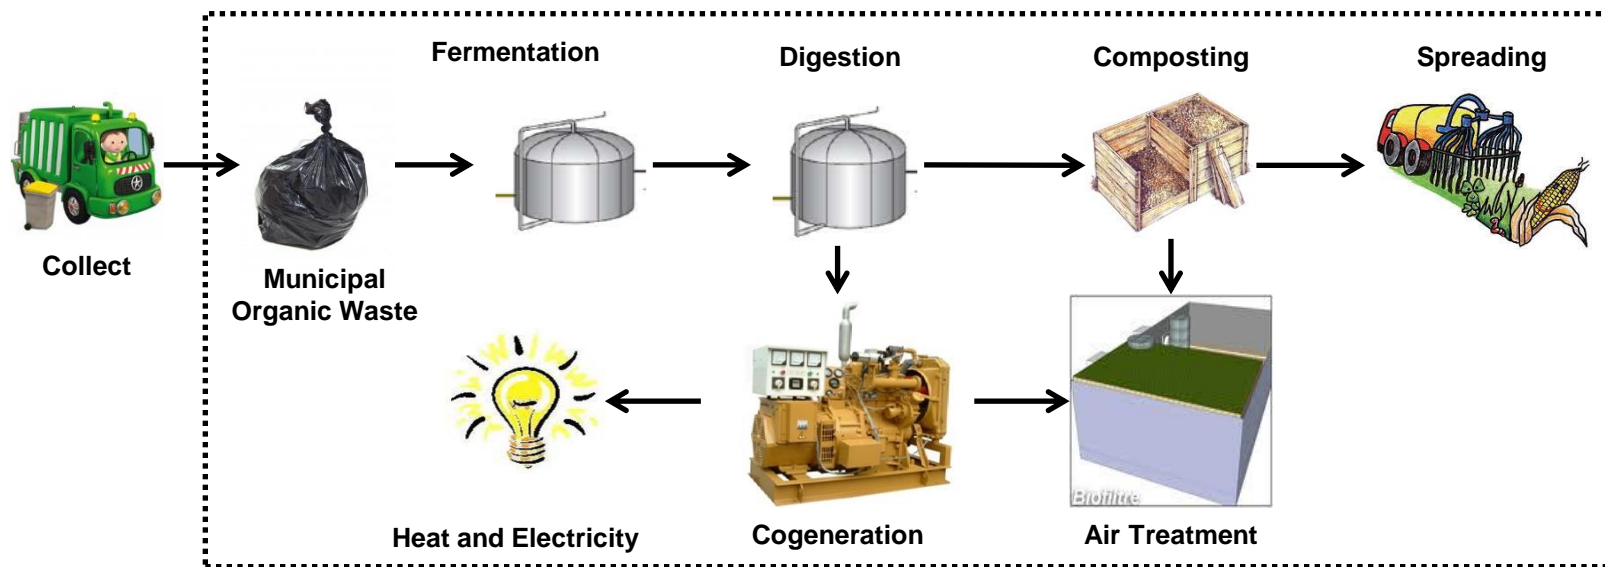 Fermentation
Digestion
Composting
Spreading
Collect
Municipal
Organic Waste
Biofiltre
Heat and Electricity
Cogeneration
Air Treatment